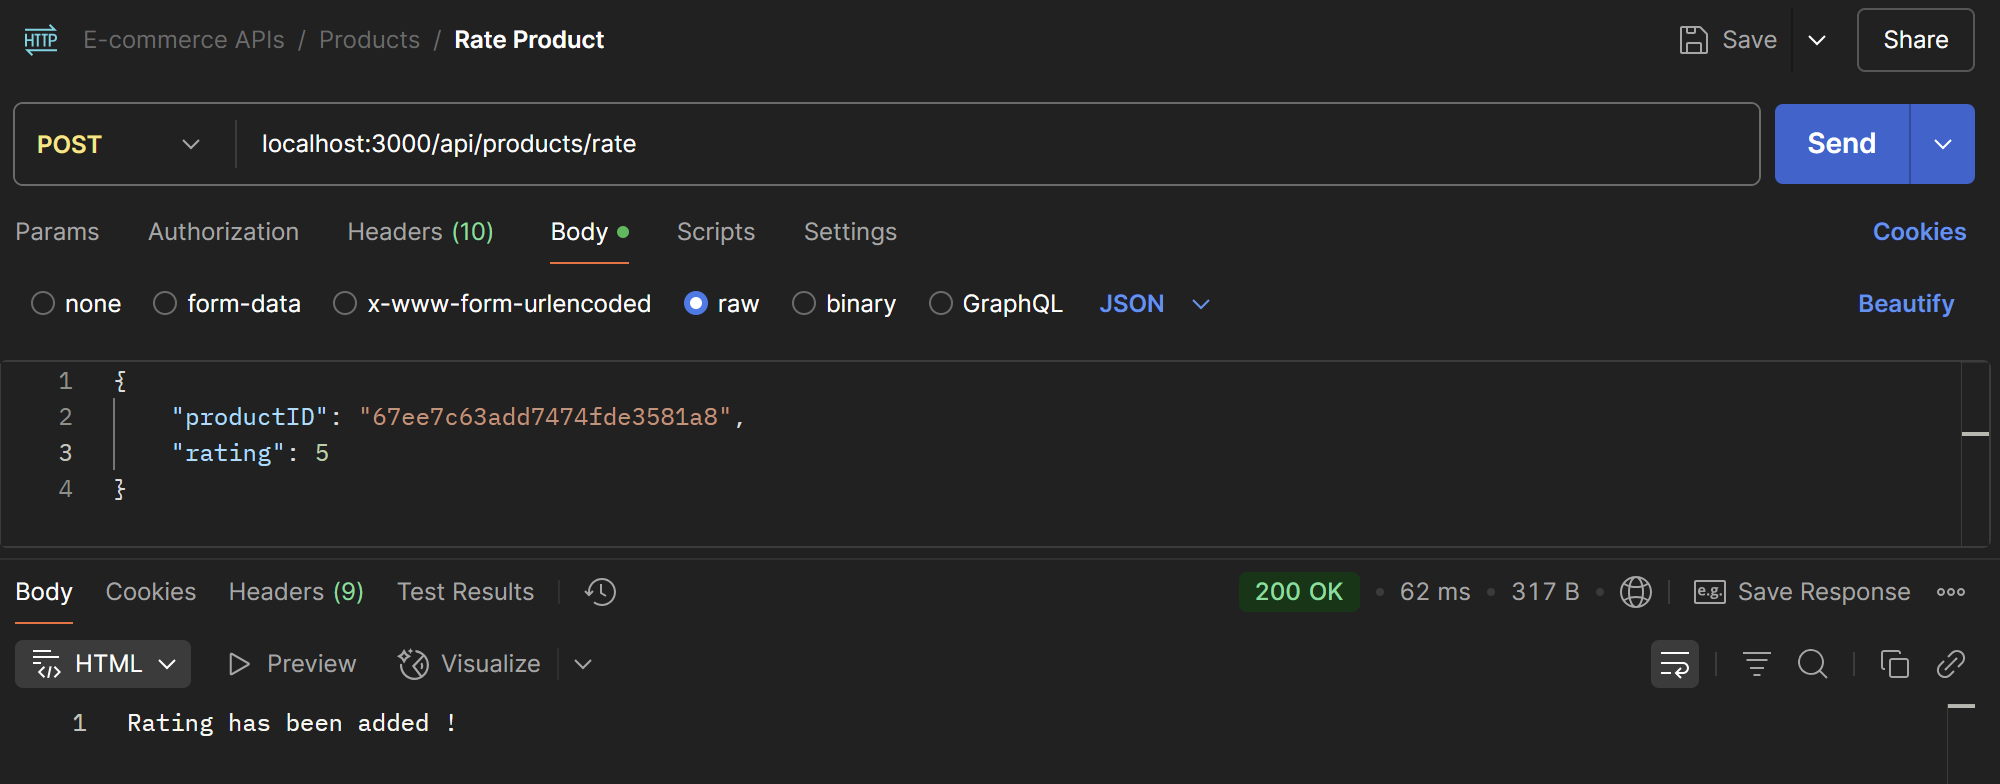 HTTP E-commerce APIs / Products / Rate Product Save Share
POST localhost:3000/api/products/rate Send
Params Authorization Headers (10) Body Scripts Settings Cookies
none form-data x-www-form-urlencoded raw binary GraphQL JSON Beautify
1 {
2 "productID": "67ee7c63add7474fde3581a8",
3 "rating": 5
4 }
Body Cookies Headers (9) Test Results 200 OK • 62 ms • 317 B • e.g. Save Response
HTML Preview Visualize
1 Rating has been added !